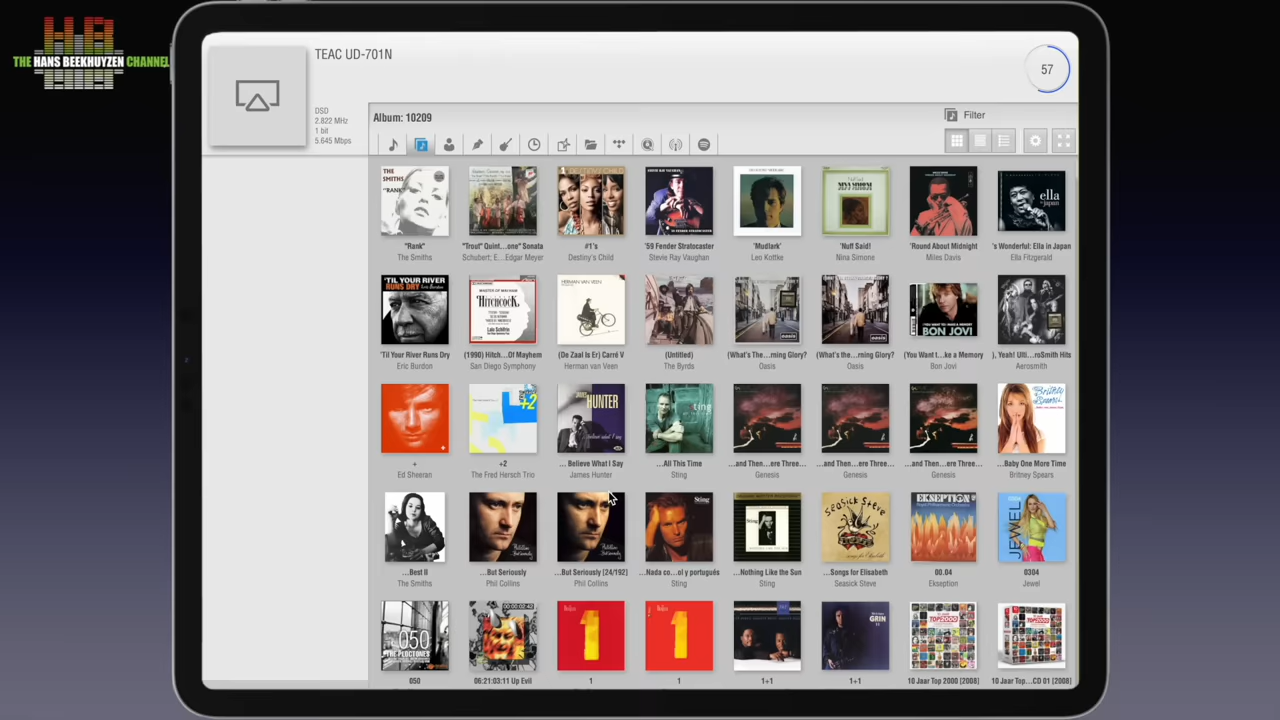 THE HANS BEEKHUYZEN CHANNEL
TEAC UD-701N
57
DSD
2.822 MHz
1 bit
5.645 Mbps
Album: 10209
Filter
"Rank"
The Smiths
"Trout" Quint...one" Sonata
Schubert: E... Edgar Meyer
#1's
Destiny's Child
'59 Fender Stratocaster
Stevie Ray Vaughan
'Mudlark'
Leo Kottke
'Nuff Said!
Nina Simone
'Round About Midnight
Miles Davis
's Wonderful: Ella in Japan
Ella Fitzgerald
'Til Your River Runs Dry
Eric Burdon
(1990) Hitch...Of Mayhem
San Diego Symphony
(De Zaal Is Er) Carré V
Herman van Veen
(Untitled)
The Byrds
(What's The...rning Glory?
Oasis
(What's the...rning Glory?
Oasis
(You Want t...ke a Memory
Bon Jovi
), Yeah! Ulti...roSmith Hits
Aerosmith
+
Ed Sheeran
+2
The Fred Hersch Trio
... Believe What I Say
James Hunter
...All This Time
Sting
...and Then...ere Three...
Genesis
...and Then...ere Three...
Genesis
...and Then...ere Three...
Genesis
...Baby One More Time
Britney Spears
...Best II
The Smiths
...But Seriously
Phil Collins
...But Seriously [24/192]
Phil Collins
...Nada co...ol y portugués
Sting
...Nothing Like the Sun
Sting
...Songs for Elisabeth
Seasick Steve
00.04
Ekseption
0304
Jewel
050
06:21:03:11 Up Evil
1
1
1+1
1+1
10 Jaar Top 2000 [2008]
10 Jaar Top...CD 01 [2008]